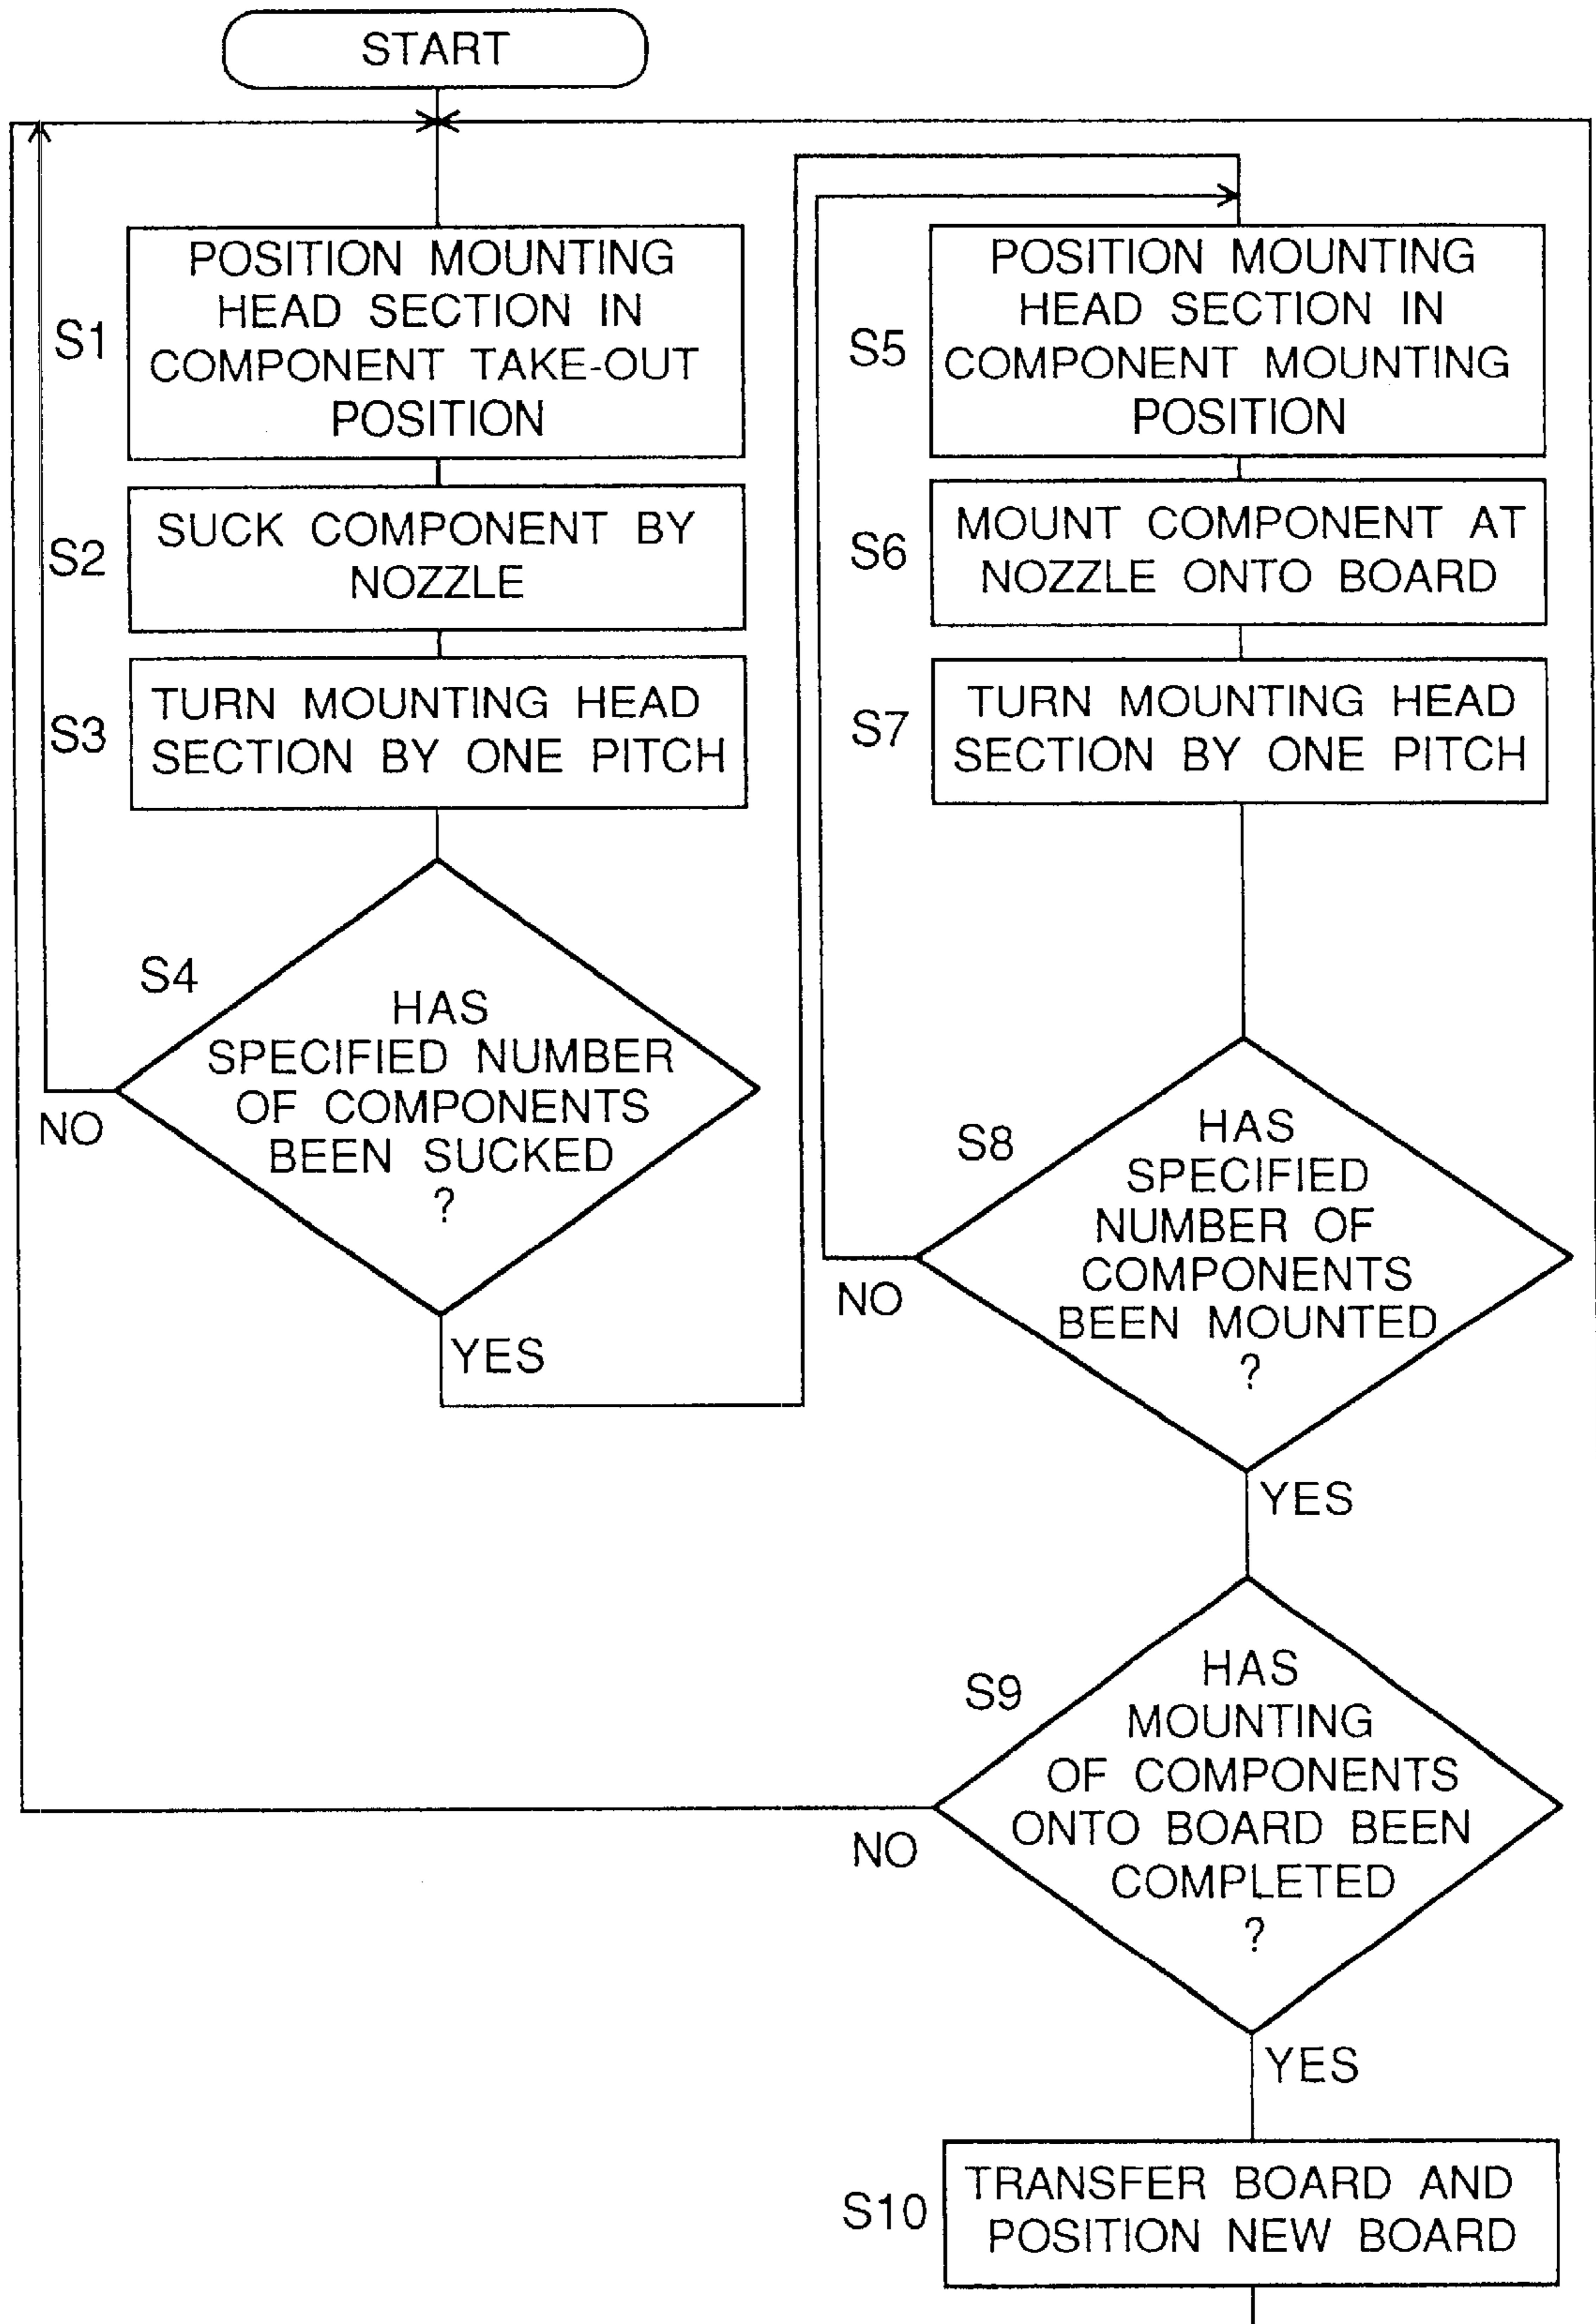 START
S1
POSITION MOUNTING
HEAD SECTION IN
COMPONENT TAKE-OUT
POSITION
S2
SUCK COMPONENT BY
NOZZLE
S3
TURN MOUNTING HEAD
SECTION BY ONE PITCH
S4
HAS
SPECIFIED NUMBER
OF COMPONENTS
BEEN SUCKED
?
NO
YES
S5
POSITION MOUNTING
HEAD SECTION IN
COMPONENT MOUNTING
POSITION
S6
MOUNT COMPONENT AT
NOZZLE ONTO BOARD
S7
TURN MOUNTING HEAD
SECTION BY ONE PITCH
S8
HAS
SPECIFIED
NUMBER OF
COMPONENTS
BEEN MOUNTED
?
NO
YES
S9
HAS
MOUNTING
OF COMPONENTS
ONTO BOARD BEEN
COMPLETED
?
NO
YES
S10
TRANSFER BOARD AND
POSITION NEW BOARD